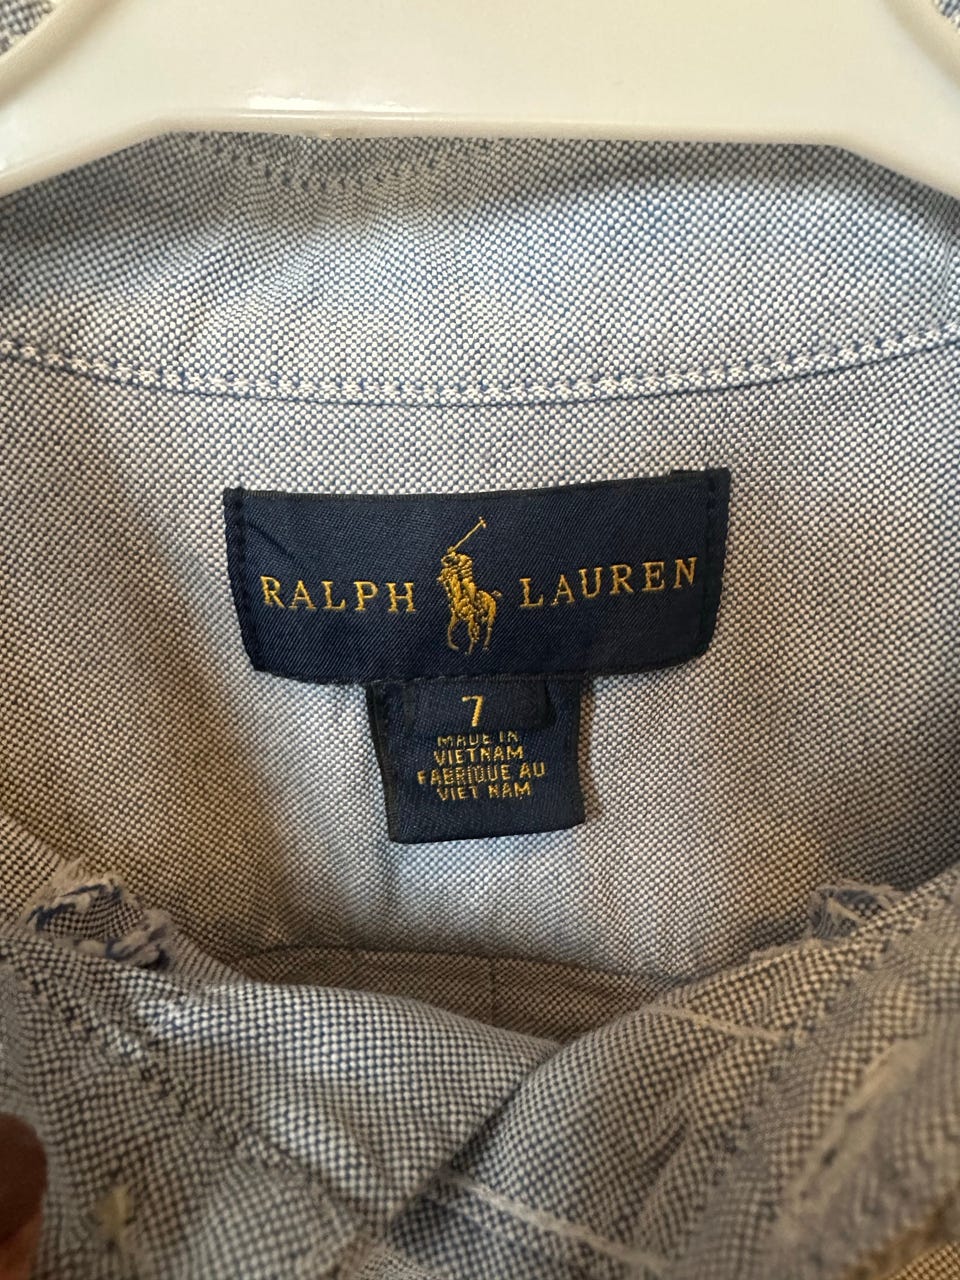 RALPH LAUREN
7
MADE IN
VIETNAM
FABRIQUE AU
VIET NAM